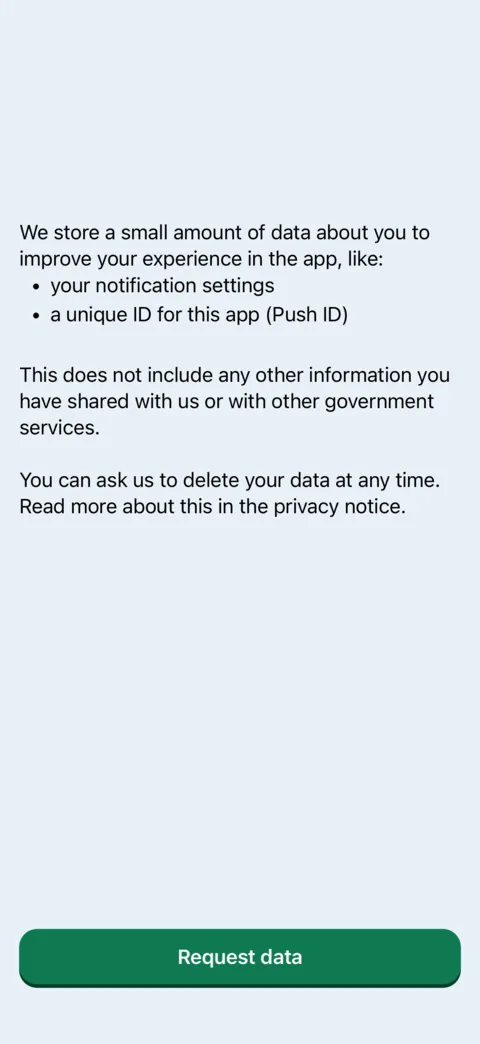 We store a small amount of data about you to
improve your experience in the app, like:
• your notification settings
• a unique ID for this app (Push ID)
This does not include any other information you
have shared with us or with other government
services.
You can ask us to delete your data at any time.
Read more about this in the privacy notice.
Request data